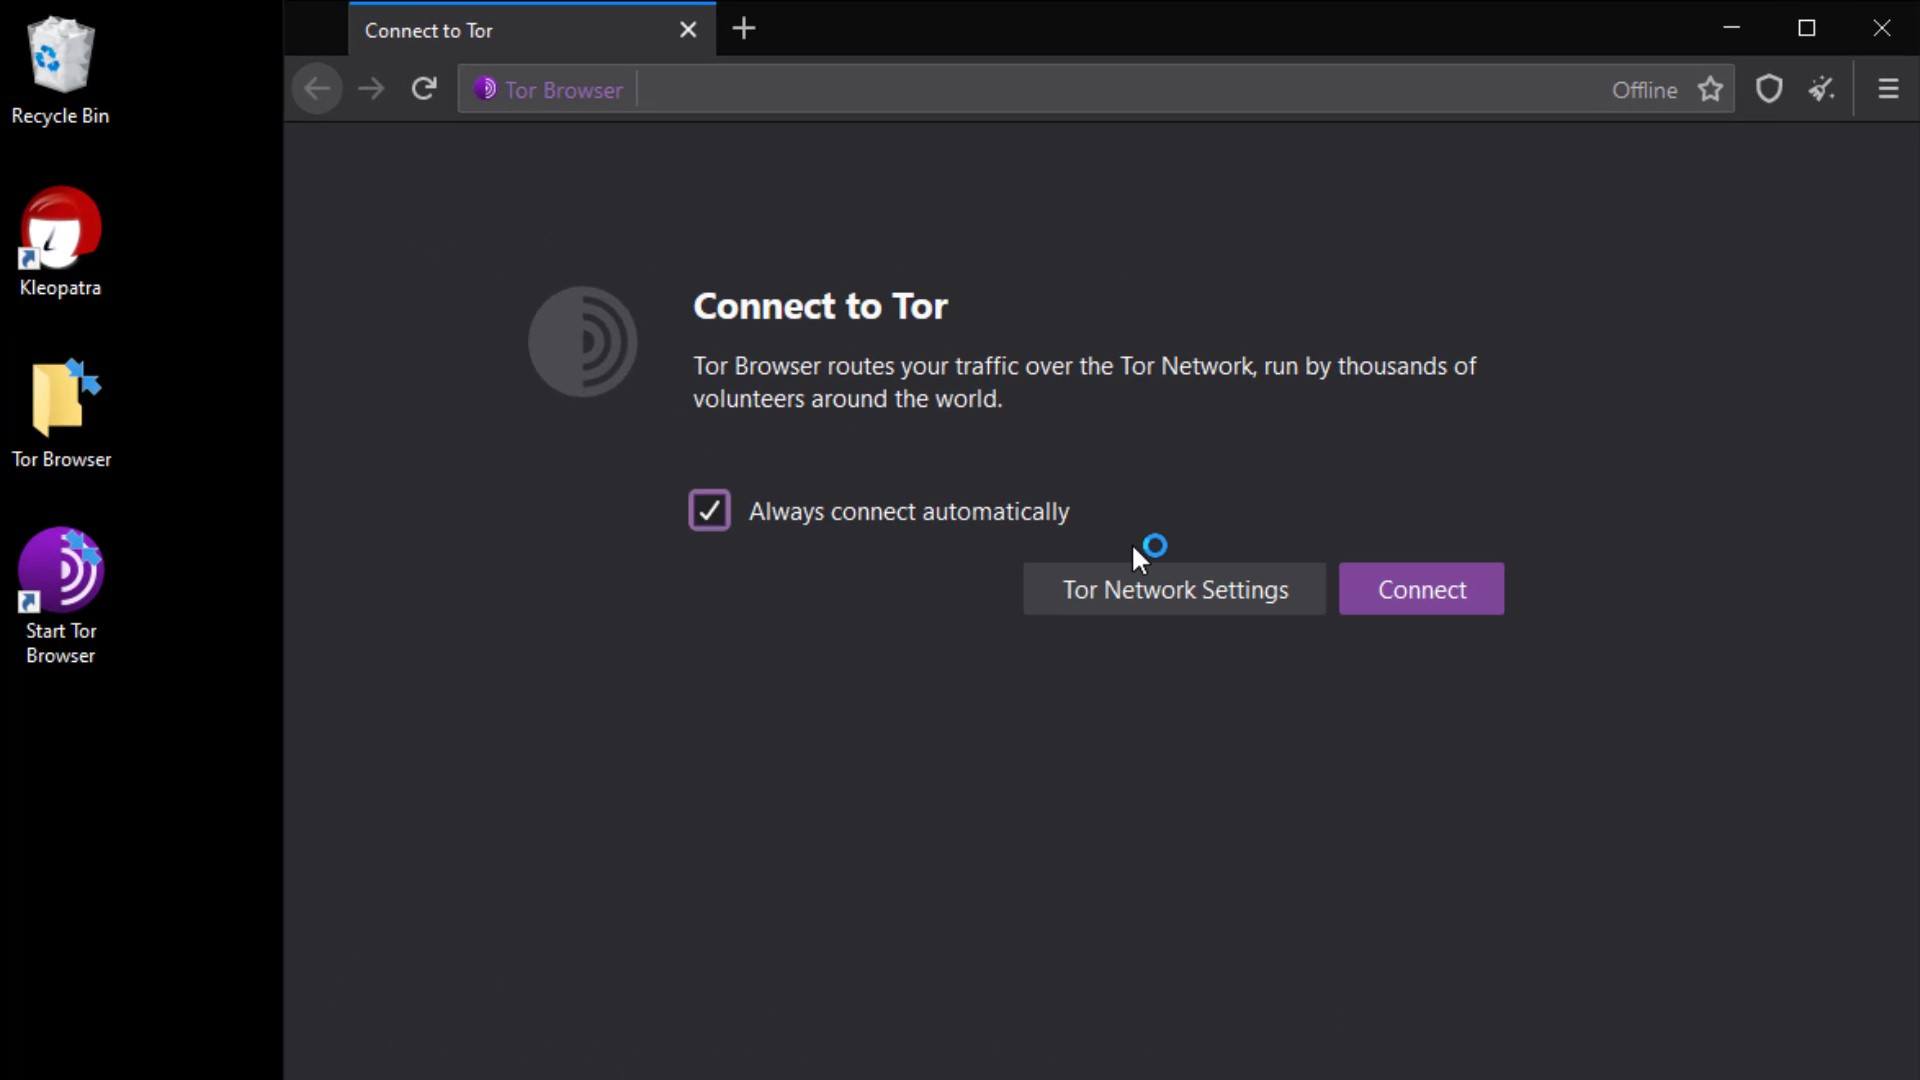 Recycle Bin
Kleopatra
Tor Browser
Start Tor
Browser
Connect to Tor
Tor Browser
Offline
Connect to Tor
Tor Browser routes your traffic over the Tor Network, run by thousands of
volunteers around the world.
Always connect automatically
Tor Network Settings
Connect